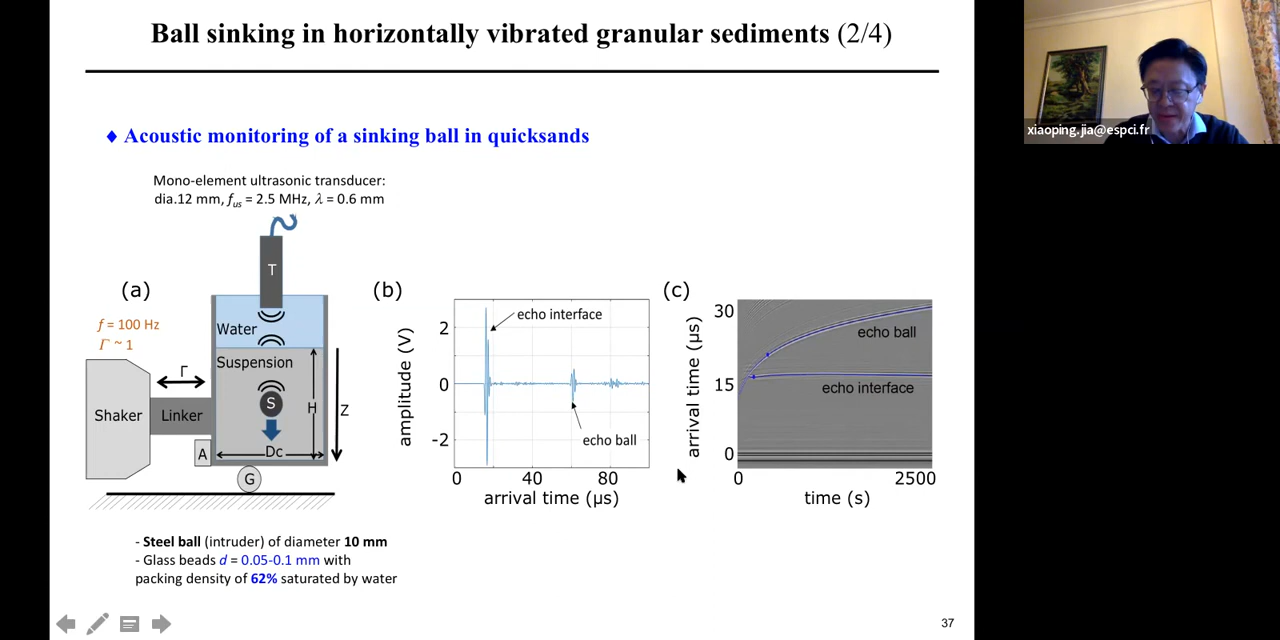 Ball sinking in horizontally vibrated granular sediments (2/4)
xiaoping.jia@espci.fr
♦ Acoustic monitoring of a sinking ball in quicksands
Mono-element ultrasonic transducer:
dia.12 mm, fus = 2.5 MHz, λ = 0.6 mm
(a)
f = 100 Hz
Γ ~ 1
T
Water
Suspension
Γ
Shaker
Linker
S
H
Z
A
Dc
G
(b)
amplitude (V)
2
0
-2
echo interface
echo ball
0 40 80
arrival time (μs)
(c)
arrival time (μs)
30
15
0
echo ball
echo interface
0 2500
time (s)
- Steel ball (intruder) of diameter 10 mm
- Glass beads d = 0.05-0.1 mm with
packing density of 62% saturated by water
37